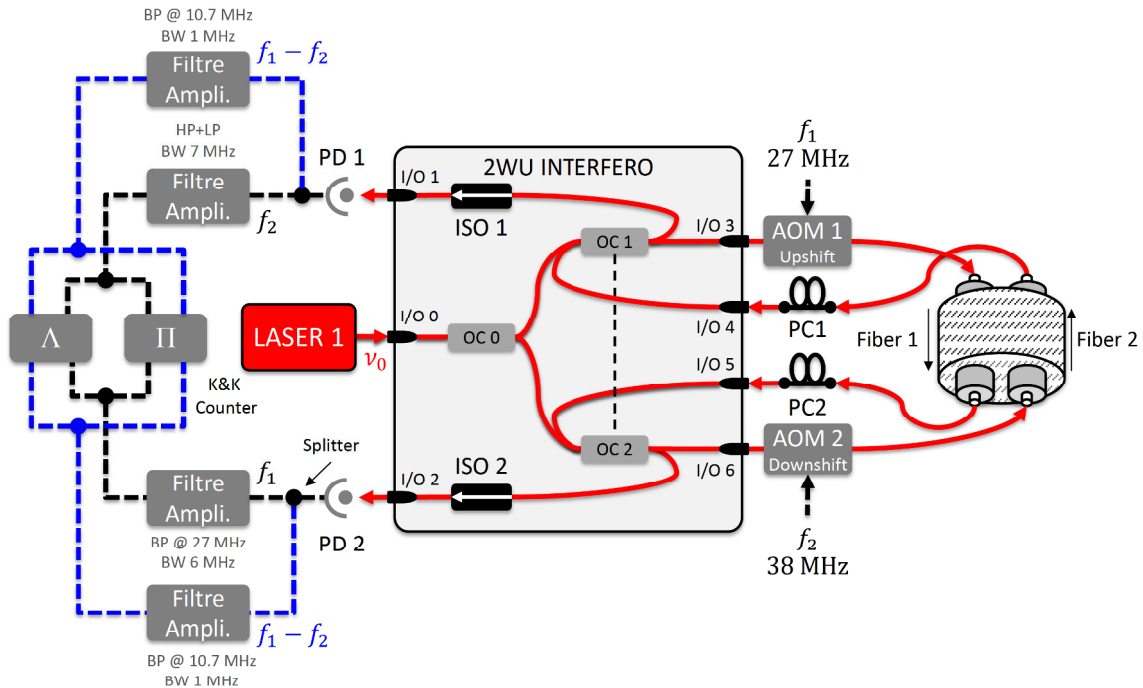 BP @ 10.7 MHz
BW 1 MHz
Filtre
Ampli.
f₁ − f₂
HP+LP
BW 7 MHz
Filtre
Ampli.
f₂
PD 1
I/O 1
2WU INTERFERO
ISO 1
f₁
27 MHz
OC 1
I/O 3
AOM 1
Upshift
Λ
Π
K&K
Counter
LASER 1
ν₀
I/O 0
OC 0
I/O 4
PC1
Fiber 1
Fiber 2
I/O 5
PC2
Splitter
OC 2
I/O 6
AOM 2
Downshift
ISO 2
I/O 2
PD 2
f₂
38 MHz
Filtre
Ampli.
f₁
BP @ 27 MHz
BW 6 MHz
Filtre
Ampli.
f₁ − f₂
BP @ 10.7 MHz
BW 1 MHz